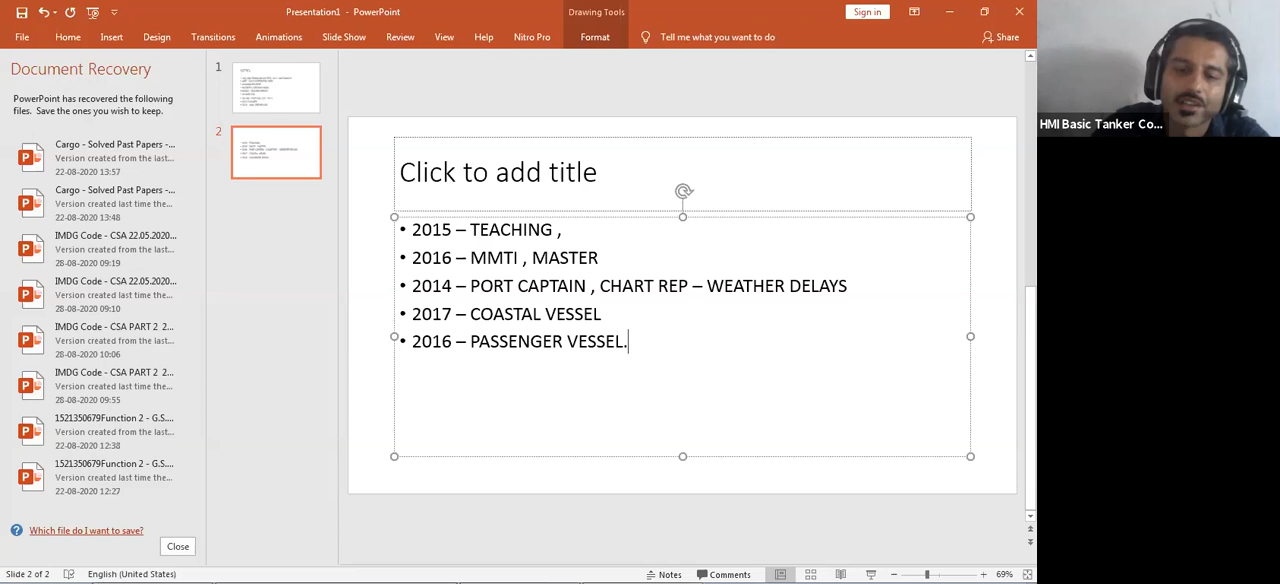 Presentation1 - PowerPoint
Drawing Tools
Sign in
File
Home
Insert
Design
Transitions
Animations
Slide Show
Review
View
Help
Nitro Pro
Format
Tell me what you want to do
Share
Document Recovery
PowerPoint has recovered the following
files. Save the ones you wish to keep.
Cargo - Solved Past Papers -...
Version created from the last...
22-08-2020 13:57
Cargo - Solved Past Papers -...
Version created last time the...
22-08-2020 13:48
IMDG Code - CSA 22.05.2020...
Version created from the last...
28-08-2020 09:19
IMDG Code - CSA 22.05.2020...
Version created last time the...
28-08-2020 09:10
IMDG Code - CSA PART 2 2...
Version created from the last...
28-08-2020 10:06
IMDG Code - CSA PART 2 2...
Version created last time the...
28-08-2020 09:55
1521350679Function 2 - G.S....
Version created from the last...
22-08-2020 12:38
1521350679Function 2 - G.S....
Version created last time the...
22-08-2020 12:27
Which file do I want to save?
Close
1
2
Click to add title
• 2015 – TEACHING ,
• 2016 – MMTI , MASTER
• 2014 – PORT CAPTAIN , CHART REP – WEATHER DELAYS
• 2017 – COASTAL VESSEL
• 2016 – PASSENGER VESSEL.
HMI Basic Tanker Co...
Slide 2 of 2
English (United States)
Notes
Comments
69%